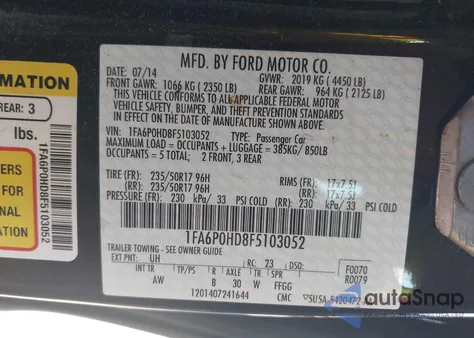 MFD. BY FORD MOTOR CO.
DATE: 07/14 GVWR: 2019 KG ( 4450 LB)
FRONT GAWR: 1066 KG ( 2350 LB) REAR GAWR: 964 KG ( 2125 LB)
THIS VEHICLE CONFORMS TO ALL APPLICABLE FEDERAL MOTOR
VEHICLE SAFETY, BUMPER, AND THEFT PREVENTION STANDARDS
IN EFFECT ON THE DATE OF MANUFACTURE SHOWN ABOVE.
VIN: 1FA6P0HD8F5103052 TYPE: Passenger Car
MAXIMUM LOAD = OCCUPANTS + LUGGAGE = 385KG/850LB
OCCUPANTS = 5 TOTAL; 2 FRONT, 3 REAR
TIRE (FR): 235/50R17 96H RIMS (FR): 17x7.5J
(RR): 235/50R17 96H (RR): 17x7.5J
PRESSURE (FR): 230 kPa/ 33 PSI COLD (RR): 230 kPa/ 33 PSI COLD
1FA6P0HD8F5103052
TRAILER TOWING - SEE OWNER GUIDE
EXT PNT: UH RC: 23 DSO: F0070
INT TR TP/PS R AXLE TR SPR R0079
AW B 30 W FFGG
1201407241644 CMC
RMATION
REAR: 3
lbs.
1FA6P0HD8F5103052
autoSnap